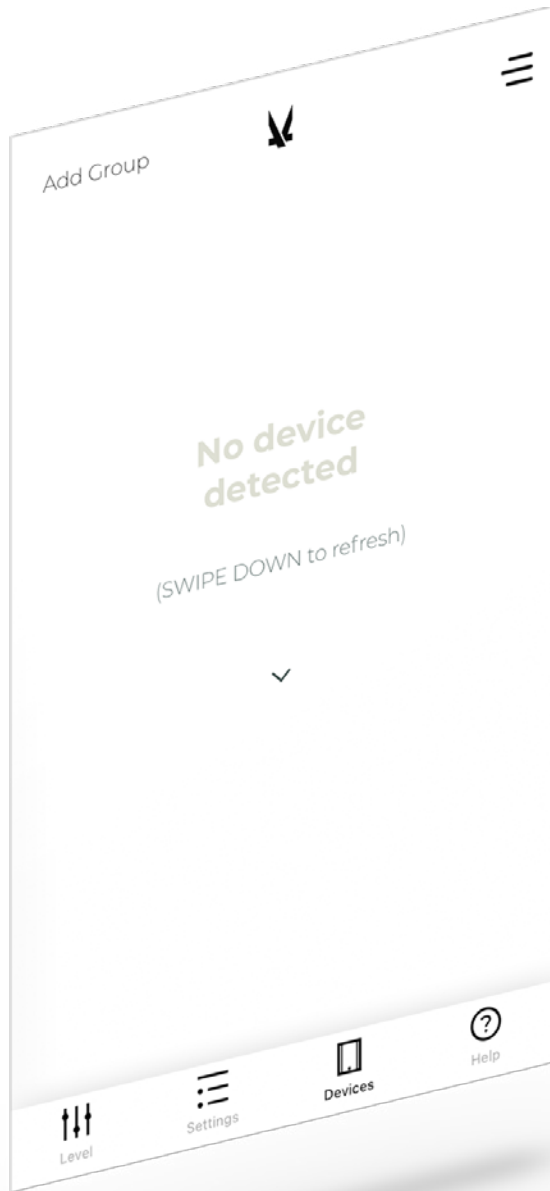 Add Group
No device
detected
(SWIPE DOWN to refresh)
Level
Settings
Devices
Help